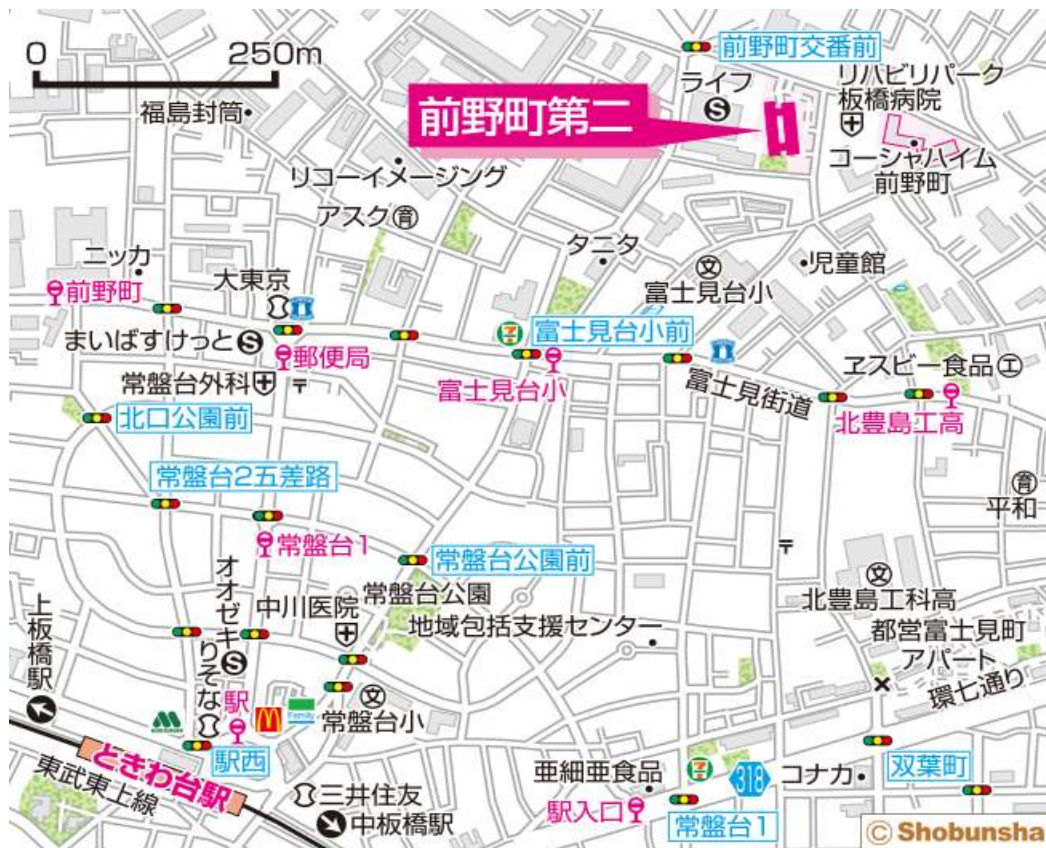 0 250m
前野町交番前
ライフ
S
リハビリパーク
板橋病院
前野町第二
福島封筒
コーシャハイム
前野町
リコーイメージング
アスク 育
タニタ
ニッカ
文
児童館
大東京
富士見台小
前野町
まいばすけっと S
7
富士見台小前
郵便局
エスビー食品 工
常盤台外科
〒
富士見台小
富士見街道
北口公園前
北豊島工高
常盤台2五差路
育
平和
常盤台1
常盤台公園前
〒
オオゼキ
S
中川医院
常盤台公園
文
北豊島工科高
上板橋駅
地域包括支援センター
都営富士見町
アパート
りそな
環七通り
駅
M
Family
文
常盤台小
駅西
ときわ台駅
東武東上線
亜細亜食品
7
318
コナカ
双葉町
三井住友
駅入口
中板橋駅
常盤台1
© Shobunsha